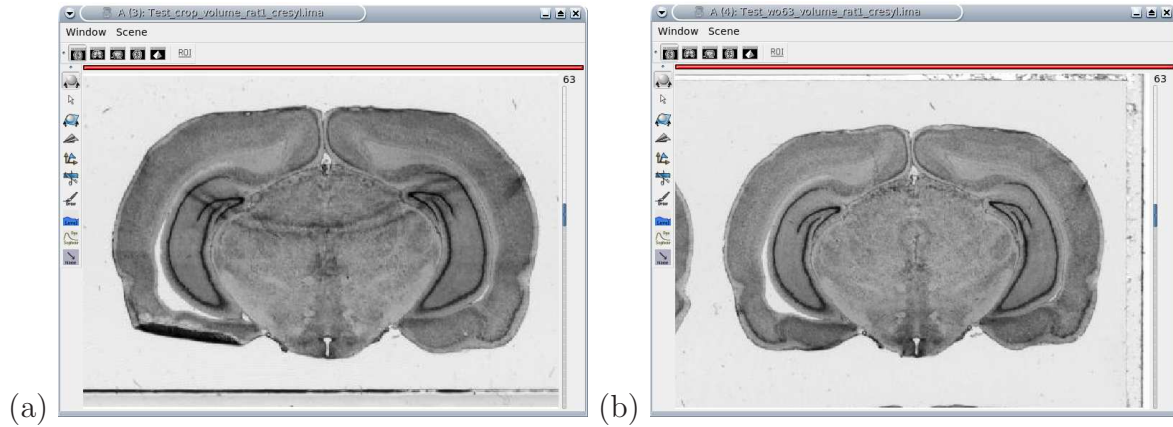 A (3): Test_crop_volume_rat1_cresyl.ima
Window Scene
ROI
63
(a)
A (4): Test_wo63_volume_rat1_cresyl.ima
Window Scene
ROI
63
(b)